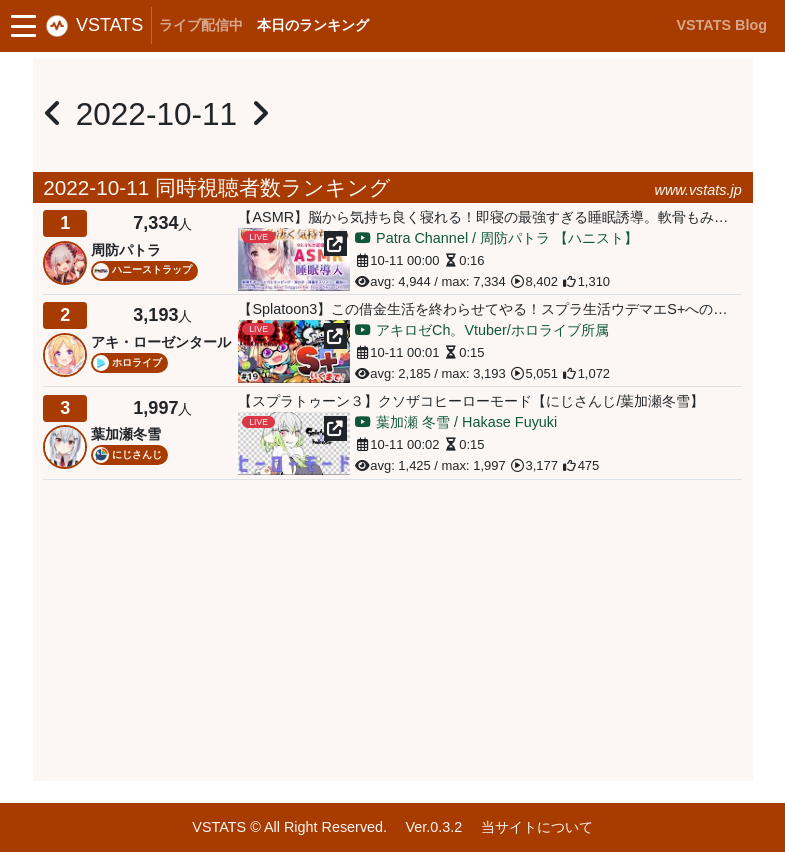 VSTATS ライブ配信中 本日のランキング VSTATS Blog
2022-10-11
2022-10-11 同時視聴者数ランキング www.vstats.jp
1 7,334人
周防パトラ
ハニーストラップ
【ASMR】脳から気持ち良く寝れる！即寝の最強すぎる睡眠誘導。軟骨もみ…
LIVE
ASMR
睡眠導入
Patra Channel / 周防パトラ 【ハニスト】
10-11 00:00 0:16
avg: 4,944 / max: 7,334 8,402 1,310
2 3,193人
アキ・ローゼンタール
ホロライブ
【Splatoon3】この借金生活を終わらせてやる！スプラ生活ウデマエS+への…
LIVE
S+
#19
いくまで
アキロゼCh。Vtuber/ホロライブ所属
10-11 00:01 0:15
avg: 2,185 / max: 3,193 5,051 1,072
3 1,997人
葉加瀬冬雪
にじさんじ
【スプラトゥーン３】クソザコヒーローモード【にじさんじ/葉加瀬冬雪】
LIVE
ヒーローモード
葉加瀬 冬雪 / Hakase Fuyuki
10-11 00:02 0:15
avg: 1,425 / max: 1,997 3,177 475
VSTATS © All Right Reserved. Ver.0.3.2 当サイトについて